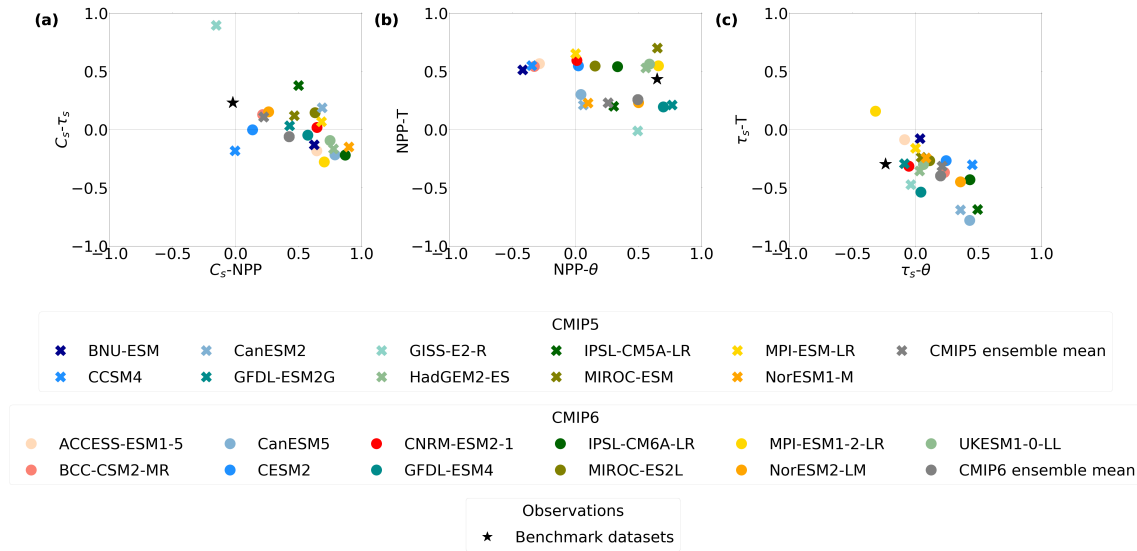 (a)
1.0
0.5
0.0
−0.5
−1.0
Cs-τs
−1.0 −0.5 0.0 0.5 1.0
Cs-NPP
(b)
1.0
0.5
0.0
−0.5
−1.0
NPP-T
−1.0 −0.5 0.0 0.5 1.0
NPP-θ
(c)
1.0
0.5
0.0
−0.5
−1.0
τs-T
−1.0 −0.5 0.0 0.5 1.0
τs-θ
CMIP5
BNU-ESM CanESM2 GISS-E2-R IPSL-CM5A-LR MPI-ESM-LR CMIP5 ensemble mean
CCSM4 GFDL-ESM2G HadGEM2-ES MIROC-ESM NorESM1-M
CMIP6
ACCESS-ESM1-5 CanESM5 CNRM-ESM2-1 IPSL-CM6A-LR MPI-ESM1-2-LR UKESM1-0-LL
BCC-CSM2-MR CESM2 GFDL-ESM4 MIROC-ES2L NorESM2-LM CMIP6 ensemble mean
Observations
Benchmark datasets